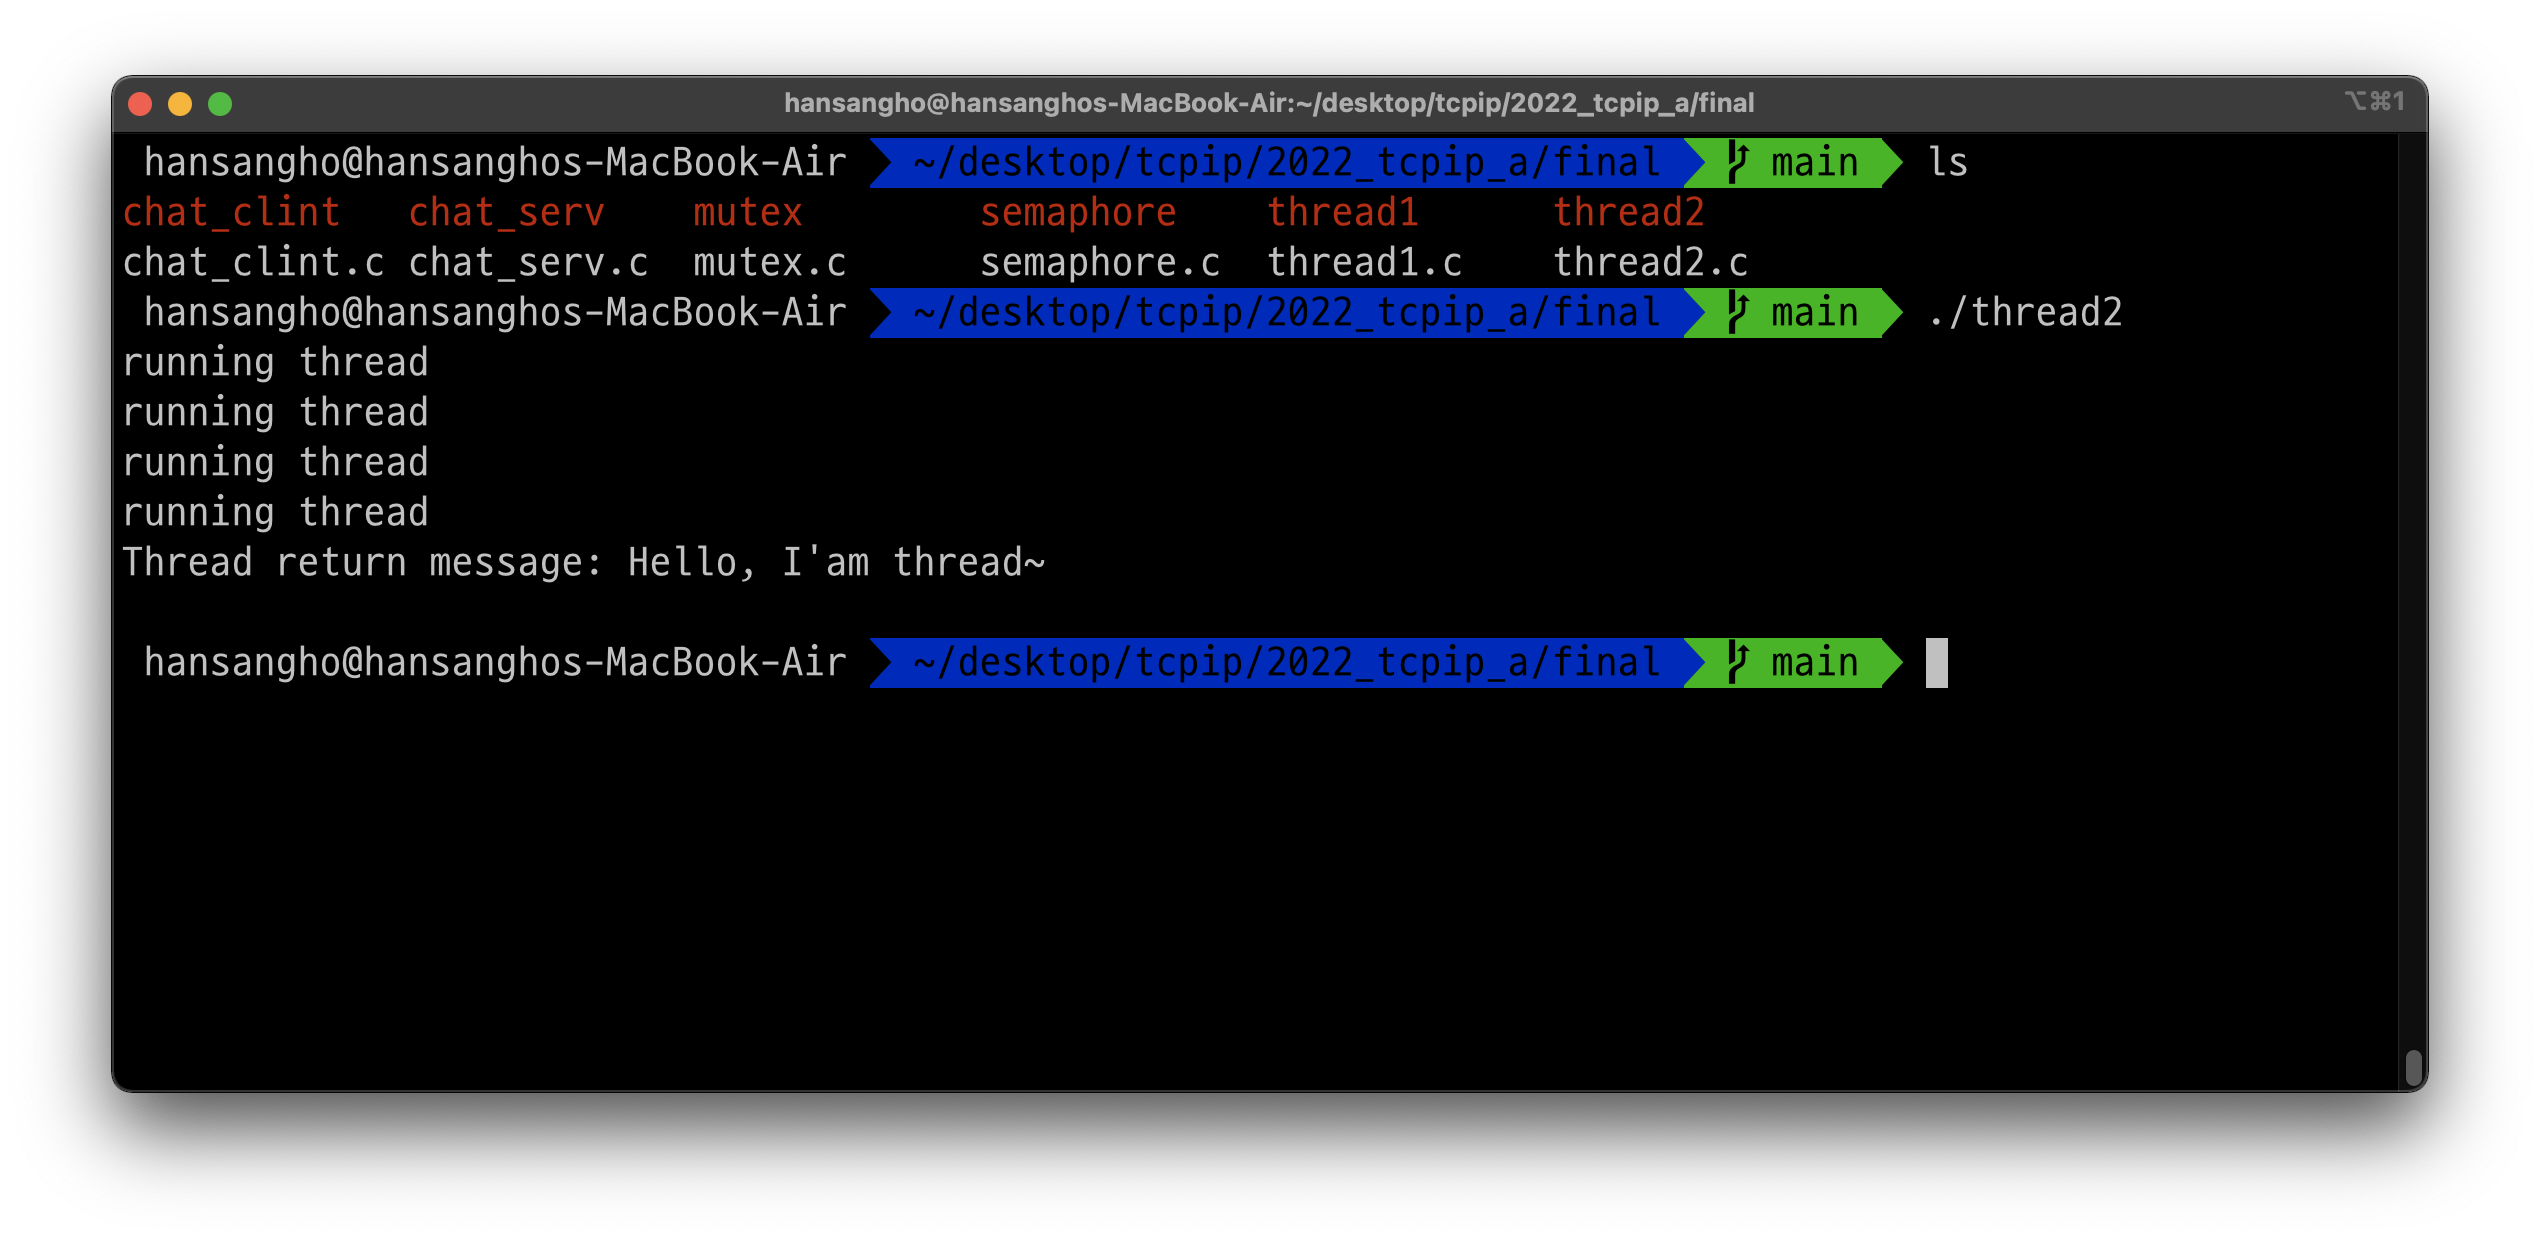 hansangho@hansanghos-MacBook-Air:~/desktop/tcpip/2022_tcpip_a/final ⌥⌘1
hansangho@hansanghos-MacBook-Air ~/desktop/tcpip/2022_tcpip_a/final main ls
chat_clint chat_serv mutex semaphore thread1 thread2
chat_clint.c chat_serv.c mutex.c semaphore.c thread1.c thread2.c
hansangho@hansanghos-MacBook-Air ~/desktop/tcpip/2022_tcpip_a/final main ./thread2
running thread
running thread
running thread
running thread
Thread return message: Hello, I'am thread~
hansangho@hansanghos-MacBook-Air ~/desktop/tcpip/2022_tcpip_a/final main